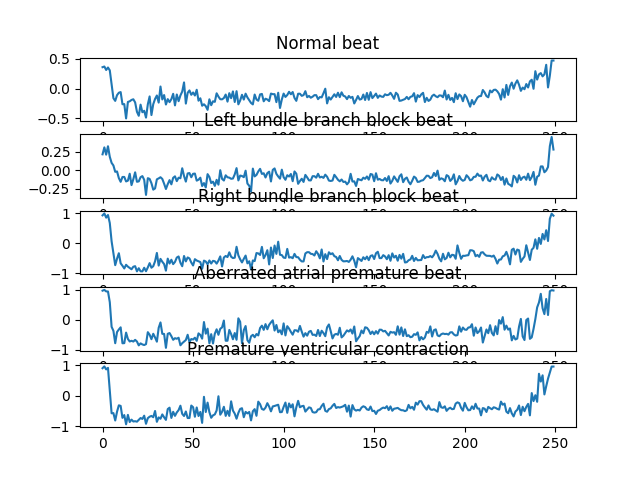 Normal beat
0.5
0.0
−0.5
Left bundle branch block beat
0.25
0.00
−0.25
Right bundle branch block beat
1
0
−1
Aberrated atrial premature beat
1
0
−1
Premature ventricular contraction
1
0
−1
0 50 100 150 200 250